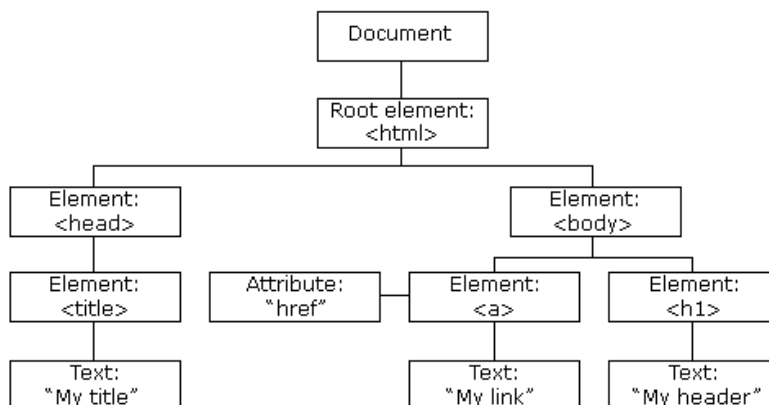 Document
Root element:
<html>
Element:
<head>
Element:
<body>
Element:
<title>
Attribute:
“href”
Element:
<a>
Element:
<h1>
Text:
“My title”
Text:
“My link”
Text:
“My header”